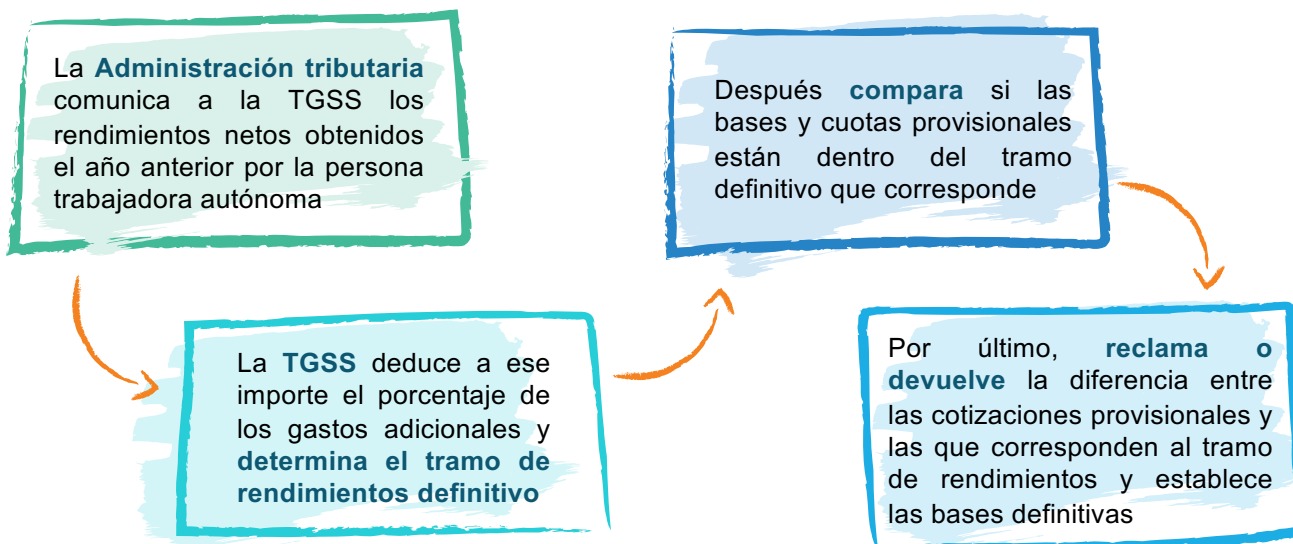 La Administración tributaria
comunica a la TGSS los
rendimientos netos obtenidos
el año anterior por la persona
trabajadora autónoma
La TGSS deduce a ese
importe el porcentaje de
los gastos adicionales y
determina el tramo de
rendimientos definitivo
Después compara si las
bases y cuotas provisionales
están dentro del tramo
definitivo que corresponde
Por último, reclama o
devuelve la diferencia entre
las cotizaciones provisionales y
las que corresponden al tramo
de rendimientos y establece
las bases definitivas